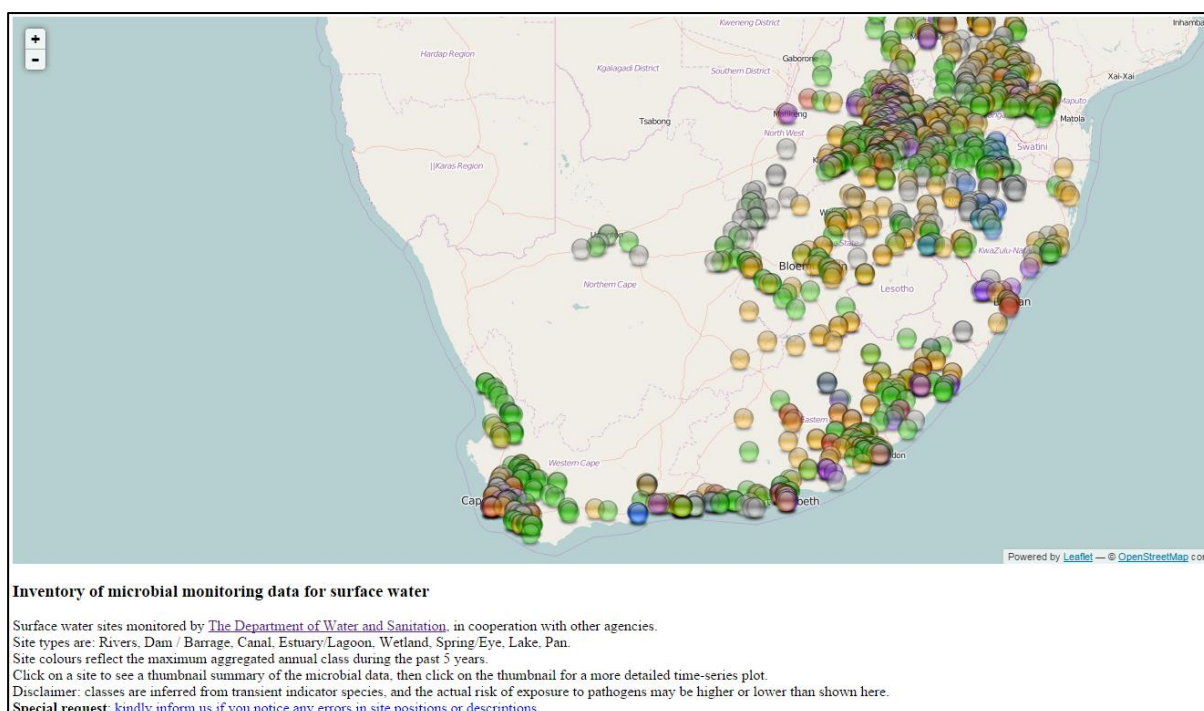 +
-
Kweneng District
Inhamba
Hardap Region
Gaborone
Kgalagadi District
Southern District
Xai-Xai
Maputo
Tsabong
Matola
North West
Swatini
||Karas Region
State
KwaZulu-Nata
Bloem
Northern Cape
Lesotho
Eastern
Western Cape
Cap
beth
Powered by Leaflet — © OpenStreetMap con
Inventory of microbial monitoring data for surface water
Surface water sites monitored by The Department of Water and Sanitation, in cooperation with other agencies.
Site types are: Rivers, Dam / Barrage, Canal, Estuary/Lagoon, Wetland, Spring/Eye, Lake, Pan.
Site colours reflect the maximum aggregated annual class during the past 5 years.
Click on a site to see a thumbnail summary of the microbial data, then click on the thumbnail for a more detailed time-series plot.
Disclaimer: classes are inferred from transient indicator species, and the actual risk of exposure to pathogens may be higher or lower than shown here.
Special request: kindly inform us if you notice any errors in site positions or descriptions